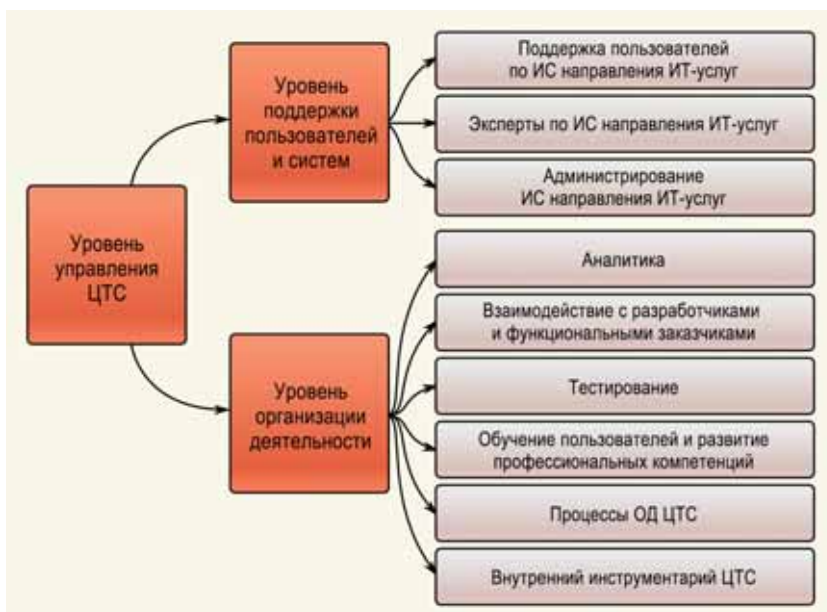 Уровень
управления
ЦТС
Уровень
поддержки
пользователей
и систем
Поддержка пользователей
по ИС направления ИТ-услуг
Эксперты по ИС направления ИТ-услуг
Администрирование
ИС направления ИТ-услуг
Уровень
организации
деятельности
Аналитика
Взаимодействие с разработчиками
и функциональными заказчиками
Тестирование
Обучение пользователей и развитие
профессиональных компетенций
Процессы ОД ЦТС
Внутренний инструментарий ЦТС